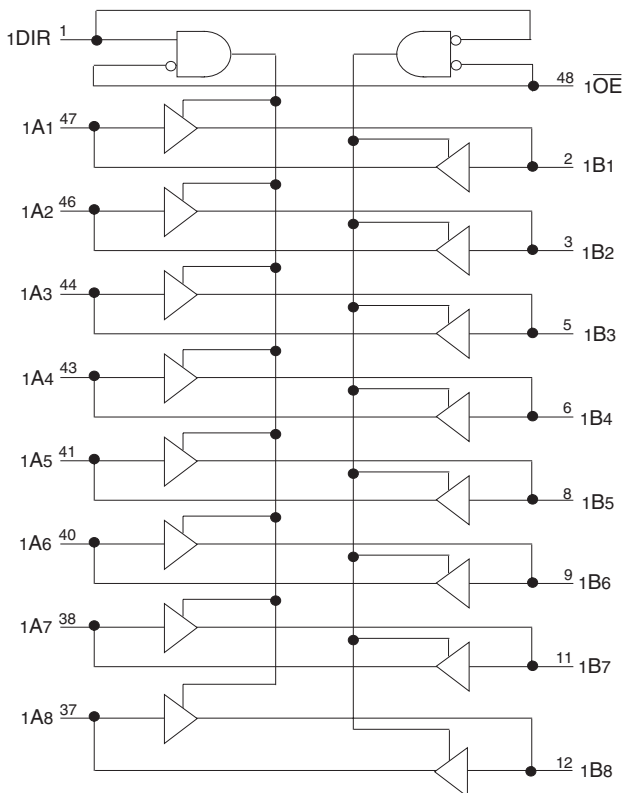 1DIR 1
48 1O̅E̅
1A1 47
2 1B1
1A2 46
3 1B2
1A3 44
5 1B3
1A4 43
6 1B4
1A5 41
8 1B5
1A6 40
9 1B6
1A7 38
11 1B7
1A8 37
12 1B8